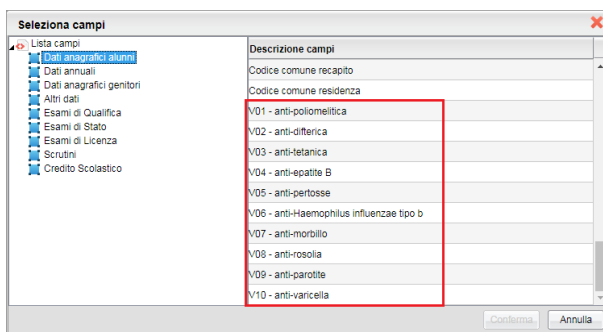 Seleziona campi
Lista campi
Dati anagrafici alunni
Dati annuali
Dati anagrafici genitori
Altri dati
Esami di Qualifica
Esami di Stato
Esami di Licenza
Scrutini
Credito Scolastico
Descrizione campi
Codice comune recapito
Codice comune residenza
V01 - anti-poliomelitica
V02 - anti-difterica
V03 - anti-tetanica
V04 - anti-epatite B
V05 - anti-pertosse
V06 - anti-Haemophilus influenzae tipo b
V07 - anti-morbillo
V08 - anti-rosolia
V09 - anti-parotite
V10 - anti-varicella
Conferma
Annulla